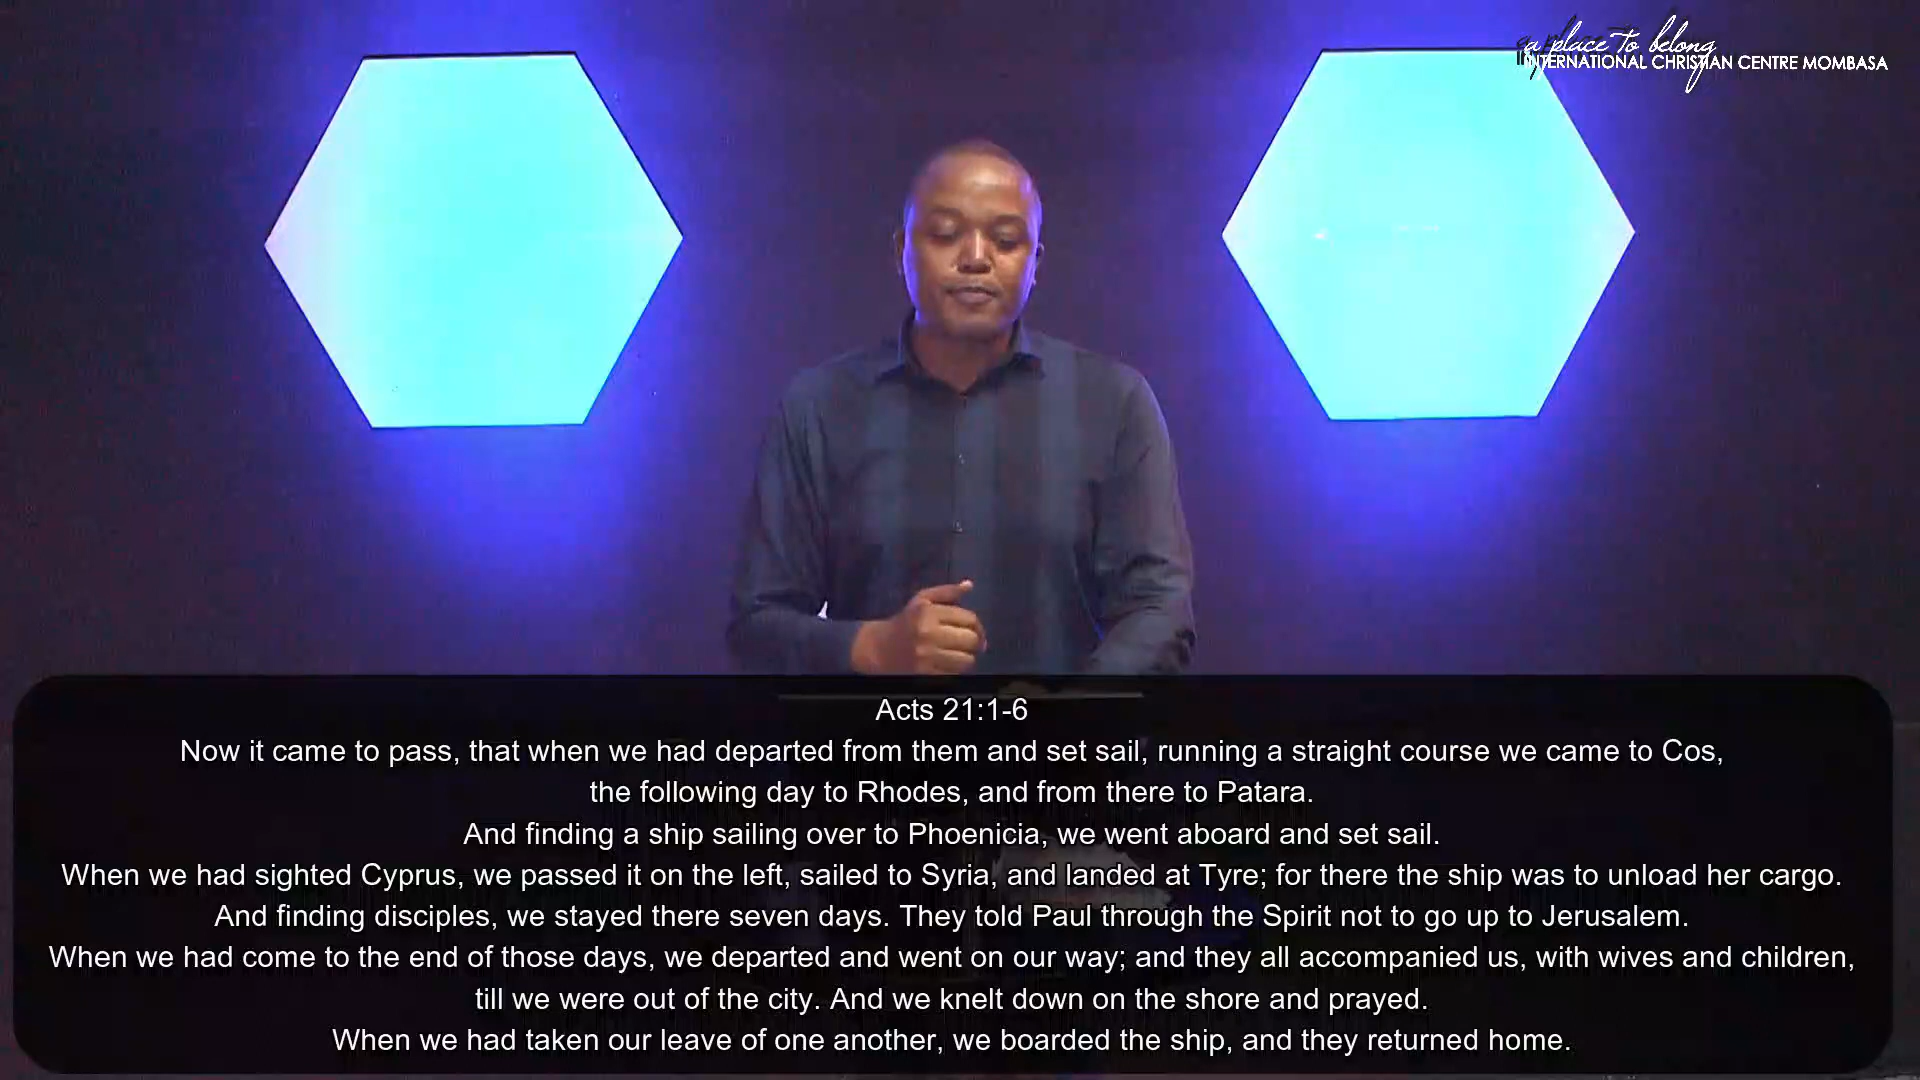 a place to belong
INTERNATIONAL CHRISTIAN CENTRE MOMBASA
Acts 21:1-6
Now it came to pass, that when we had departed from them and set sail, running a straight course we came to Cos,
the following day to Rhodes, and from there to Patara.
And finding a ship sailing over to Phoenicia, we went aboard and set sail.
When we had sighted Cyprus, we passed it on the left, sailed to Syria, and landed at Tyre; for there the ship was to unload her cargo.
And finding disciples, we stayed there seven days. They told Paul through the Spirit not to go up to Jerusalem.
When we had come to the end of those days, we departed and went on our way; and they all accompanied us, with wives and children,
till we were out of the city. And we knelt down on the shore and prayed.
When we had taken our leave of one another, we boarded the ship, and they returned home.